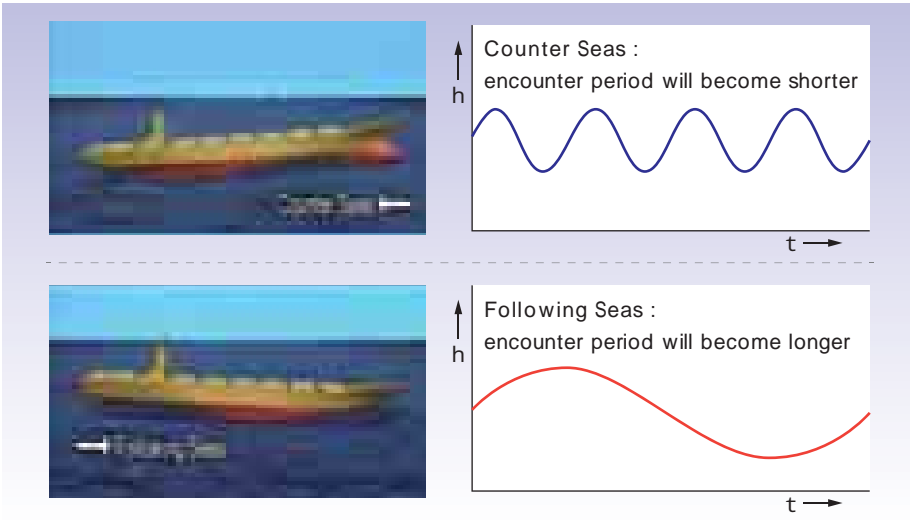 Counter Seas :
encounter period will become shorter
h
t
Following Seas :
encounter period will become longer
h
t